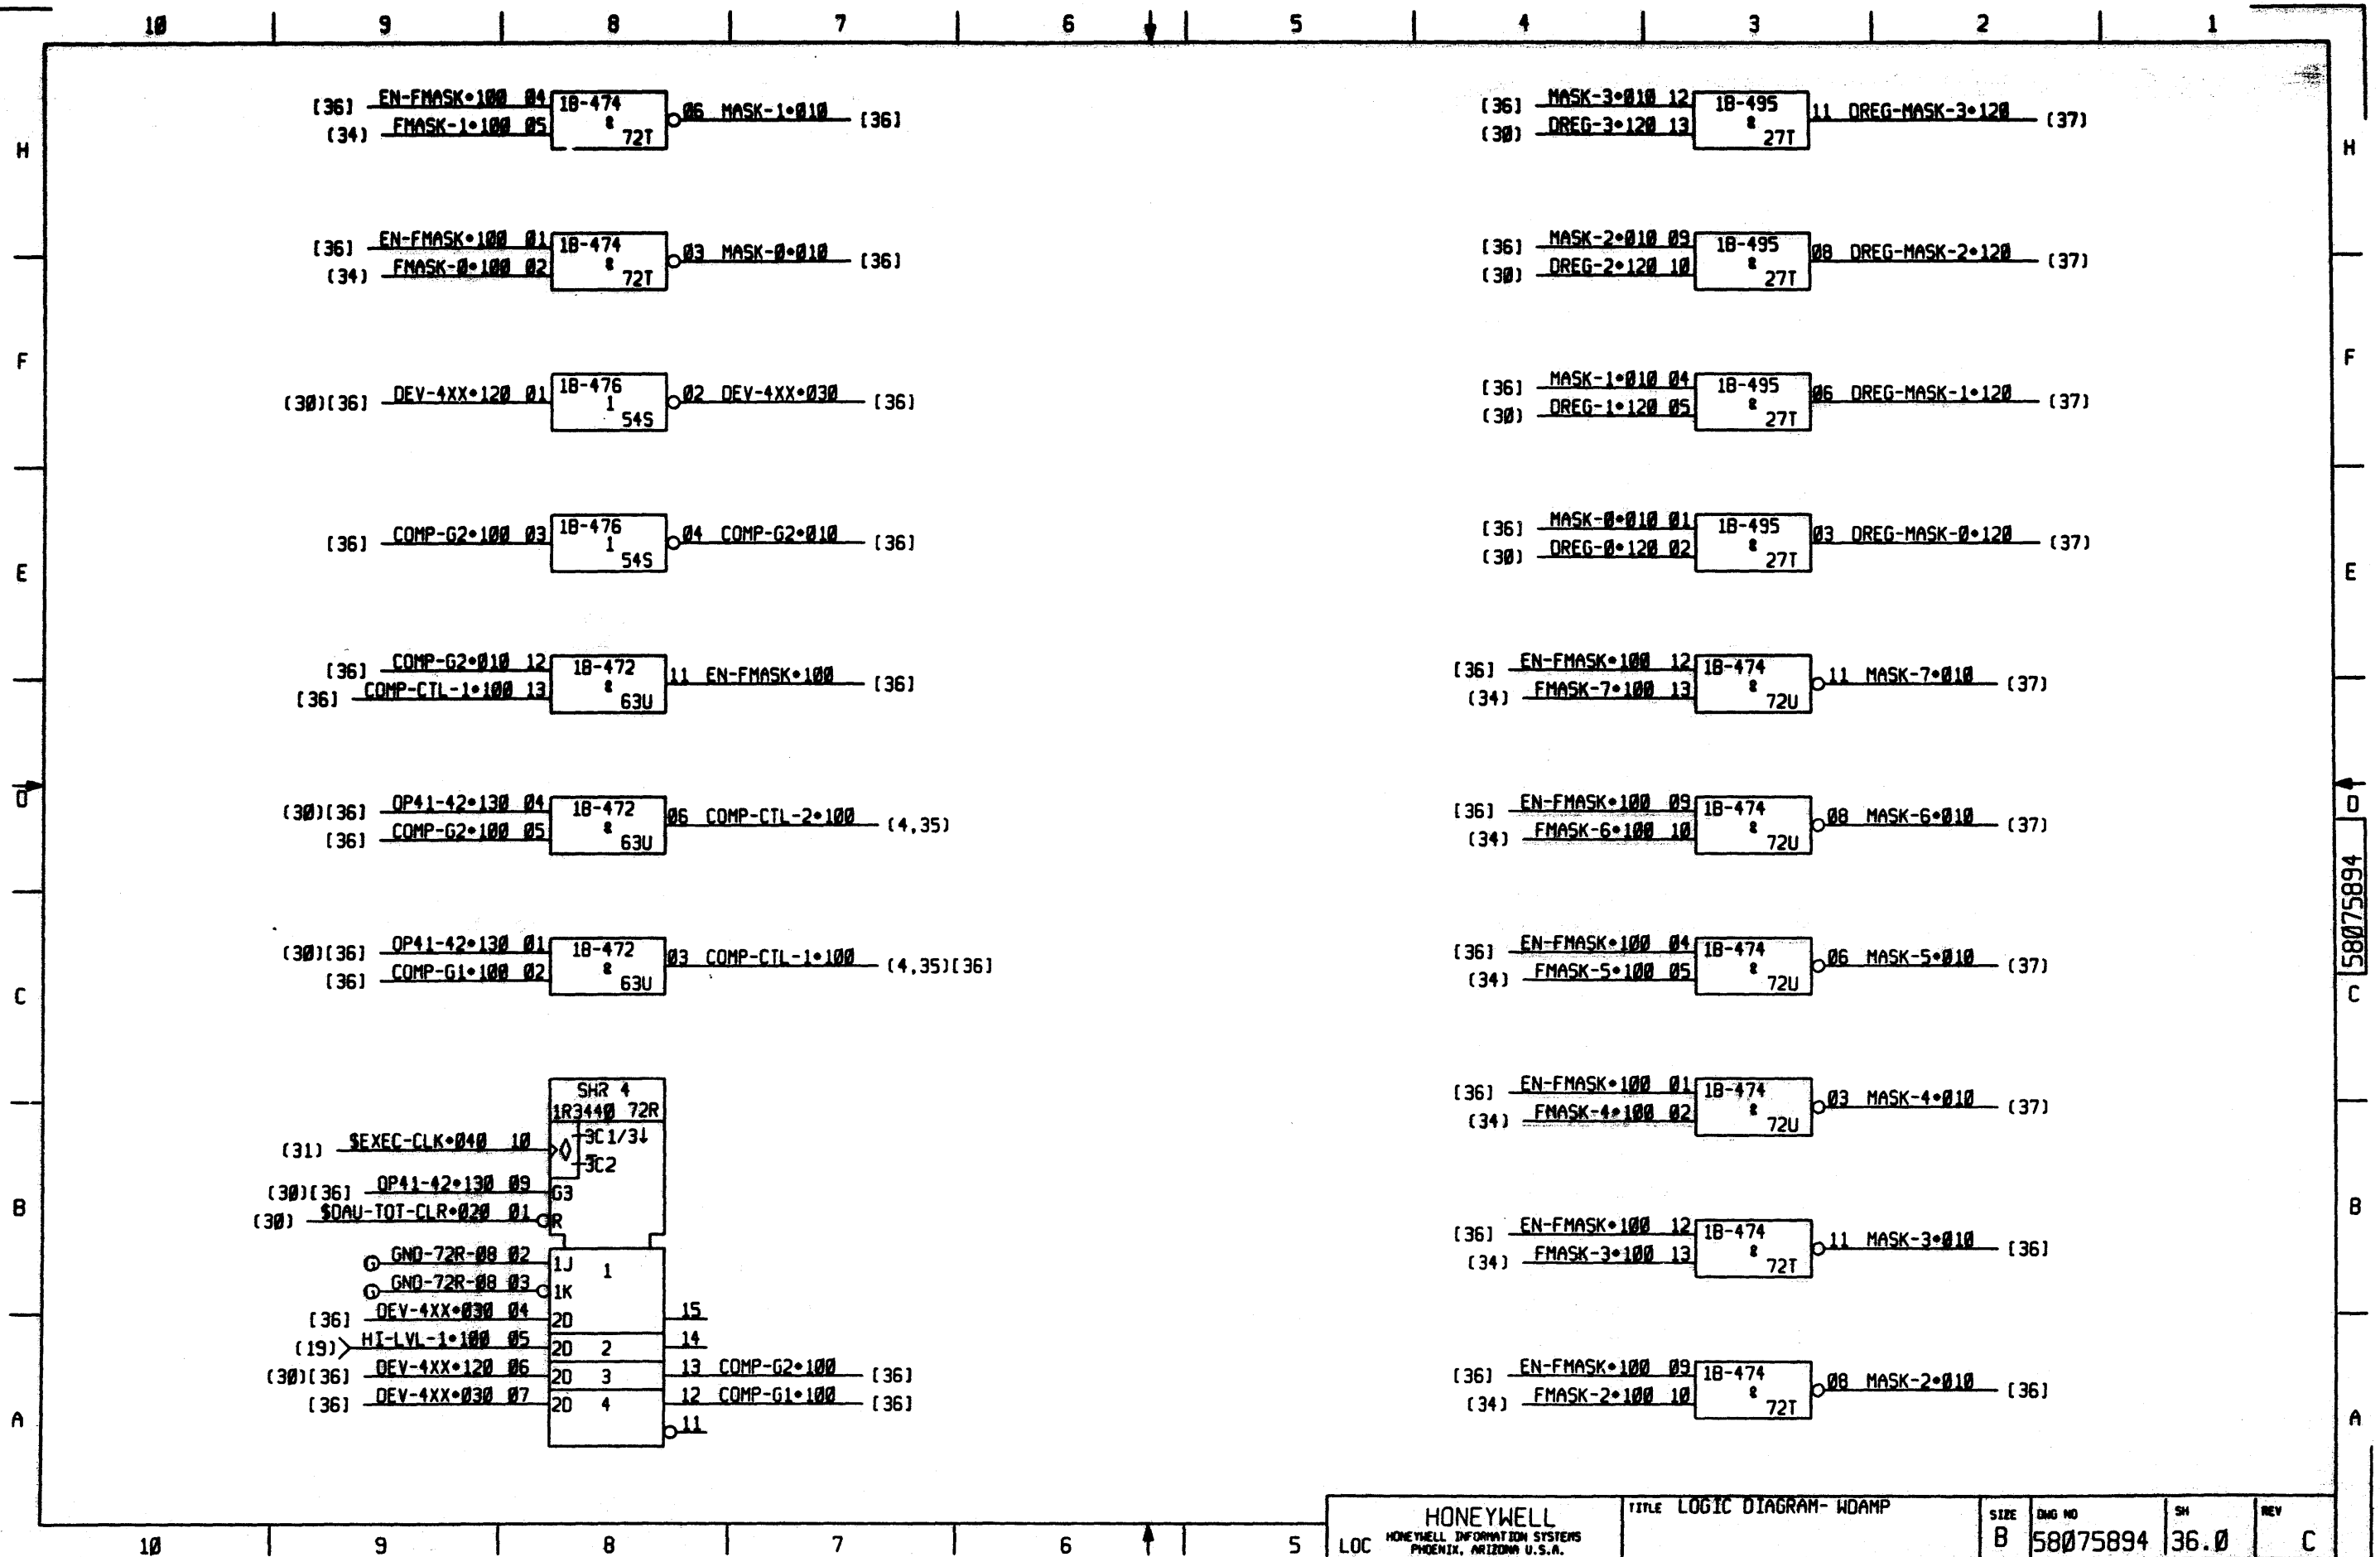 10 9 8 7 6 5 4 3 2 1
H
[36] EN-FMASK•100 04 1B-474 06 MASK-1•010 [36]
(34) FMASK-1•100 05 & 72T
[36] EN-FMASK•100 01 1B-474 03 MASK-0•010 [36]
(34) FMASK-0•100 02 & 72T
F
(30)[36] DEV-4XX•120 01 1B-476 02 DEV-4XX•030 [36]
1 54S
E
[36] COMP-G2•100 03 1B-476 04 COMP-G2•010 [36]
1 54S
[36] COMP-G2•010 12 1B-472 11 EN-FMASK•100 [36]
[36] COMP-CTL-1•100 13 & 63U
D
(30)[36] OP41-42•130 04 1B-472 06 COMP-CTL-2•100 (4,35)
[36] COMP-G2•100 05 & 63U
(30)[36] OP41-42•130 01 1B-472 03 COMP-CTL-1•100 (4,35)[36]
[36] COMP-G1•100 02 & 63U
C
SHR 4
1R3440 72R
3C1/3↓
(31) $EXEC-CLK•040 10
3C2
(30)[36] OP41-42•130 09 G3
B
(30) $DAU-TOT-CLR•020 01 R
G GND-72R-08 02 1J 1
G GND-72R-08 03 1K
[36] DEV-4XX•030 04 2D 15
(19) HI-LVL-1•100 05 2D 2 14
(30)[36] DEV-4XX•120 06 2D 3 13 COMP-G2•100 [36]
[36] DEV-4XX•030 07 2D 4 12 COMP-G1•100 [36]
A
11
[36] MASK-3•010 12 1B-495 11 DREG-MASK-3•120 (37)
(30) DREG-3•120 13 & 27T
H
[36] MASK-2•010 09 1B-495 08 DREG-MASK-2•120 (37)
(30) DREG-2•120 10 & 27T
F
[36] MASK-1•010 04 1B-495 06 DREG-MASK-1•120 (37)
(30) DREG-1•120 05 & 27T
[36] MASK-0•010 01 1B-495 03 DREG-MASK-0•120 (37)
(30) DREG-0•120 02 & 27T
E
[36] EN-FMASK•100 12 1B-474 11 MASK-7•010 (37)
(34) FMASK-7•100 13 & 72U
[36] EN-FMASK•100 09 1B-474 08 MASK-6•010 (37)
(34) FMASK-6•100 10 & 72U
D
58075894
[36] EN-FMASK•100 04 1B-474 06 MASK-5•010 (37)
(34) FMASK-5•100 05 & 72U
C
[36] EN-FMASK•100 01 1B-474 03 MASK-4•010 (37)
(34) FMASK-4•100 02 & 72U
B
[36] EN-FMASK•100 12 1B-474 11 MASK-3•010 [36]
(34) FMASK-3•100 13 & 72T
[36] EN-FMASK•100 09 1B-474 08 MASK-2•010 [36]
(34) FMASK-2•100 10 & 72T
A
10 9 8 7 6 5
LOC HONEYWELL
HONEYWELL INFORMATION SYSTEMS
PHOENIX, ARIZONA U.S.A.
TITLE LOGIC DIAGRAM- WDAMP
SIZE B
DWG NO 58075894
SH 36.0
REV C